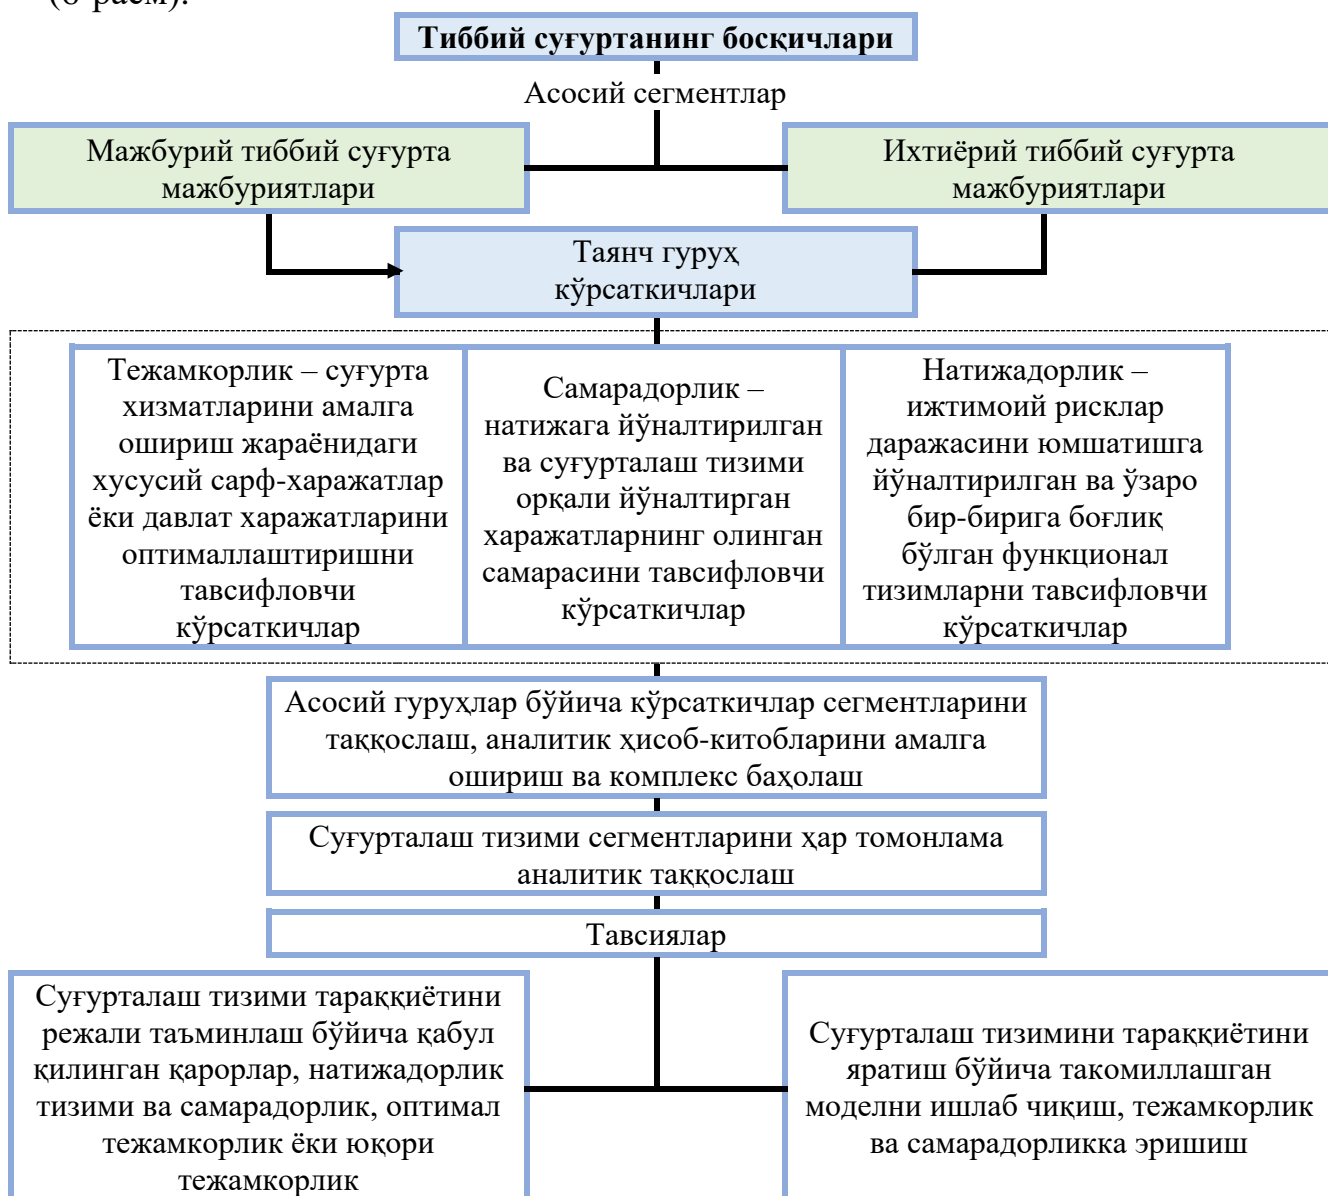 (6-расм).
Тиббий суғуртанинг босқичлари
Асосий сегментлар
Мажбурий тиббий суғурта
мажбуриятлари
Ихтиёрий тиббий суғурта
мажбуриятлари
Таянч гуруҳ
кўрсаткичлари
Тежамкорлик – суғурта
хизматларини амалга
ошириш жараёнидаги
хусусий сарф-харажатлар
ёки давлат харажатларини
оптималлаштиришни
тавсифловчи
кўрсаткичлар
Самарадорлик –
натижага йўналтирилган
ва суғурталаш тизими
орқали йўналтирган
харажатларнинг олинган
самарасини тавсифловчи
кўрсаткичлар
Натижадорлик –
ижтимоий рисклар
даражасини юмшатишга
йўналтирилган ва ўзаро
бир-бирига боғлиқ
бўлган функционал
тизимларни тавсифловчи
кўрсаткичлар
Асосий гуруҳлар бўйича кўрсаткичлар сегментларини
таққослаш, аналитик ҳисоб-китобларини амалга
ошириш ва комплекс баҳолаш
Суғурталаш тизими сегментларини ҳар томонлама
аналитик таққослаш
Тавсиялар
Суғурталаш тизими тараққиётини
режали таъминлаш бўйича қабул
қилинган қарорлар, натижадорлик
тизими ва самарадорлик, оптимал
тежамкорлик ёки юқори
тежамкорлик
Суғурталаш тизимини тараққиётини
яратиш бўйича такомиллашган
моделни ишлаб чиқиш, тежамкорлик
ва самарадорликка эришиш